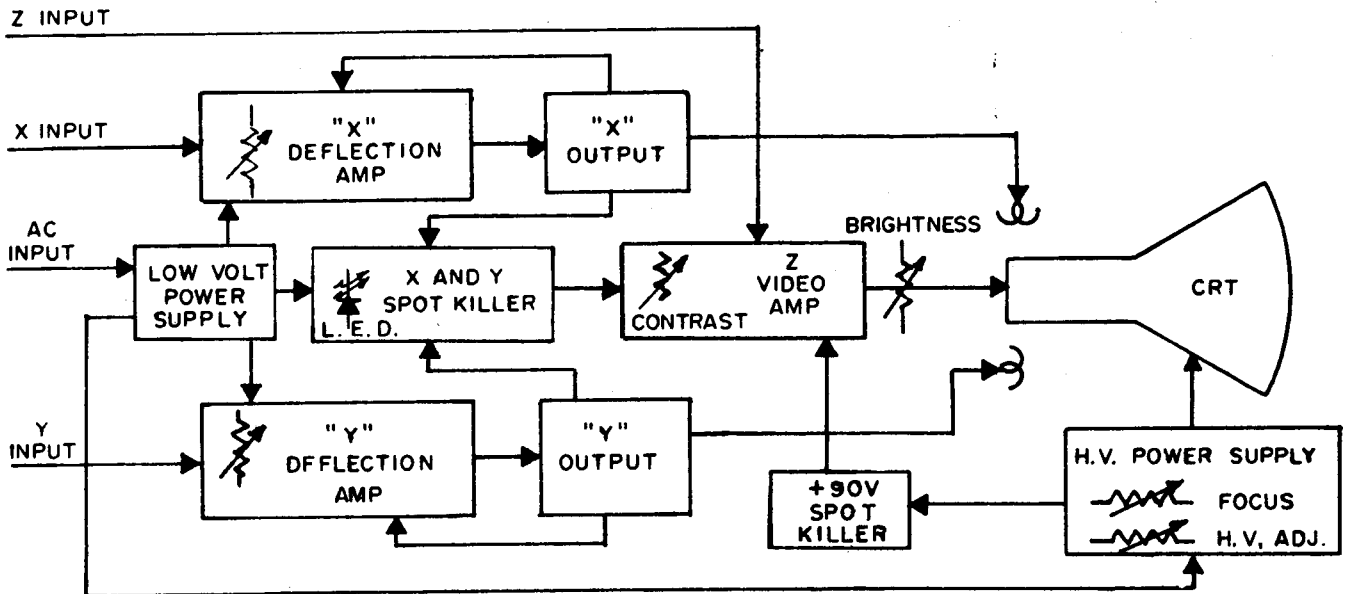 Z INPUT
X INPUT
"X"
DEFLECTION
AMP
"X"
OUTPUT
AC
INPUT
LOW VOLT
POWER
SUPPLY
X AND Y
SPOT KILLER
L.E.D.
Z
VIDEO
AMP
CONTRAST
BRIGHTNESS
CRT
Y
INPUT
"Y"
DFFLECTION
AMP
"Y"
OUTPUT
+90V
SPOT
KILLER
H.V. POWER SUPPLY
FOCUS
H.V, ADJ.